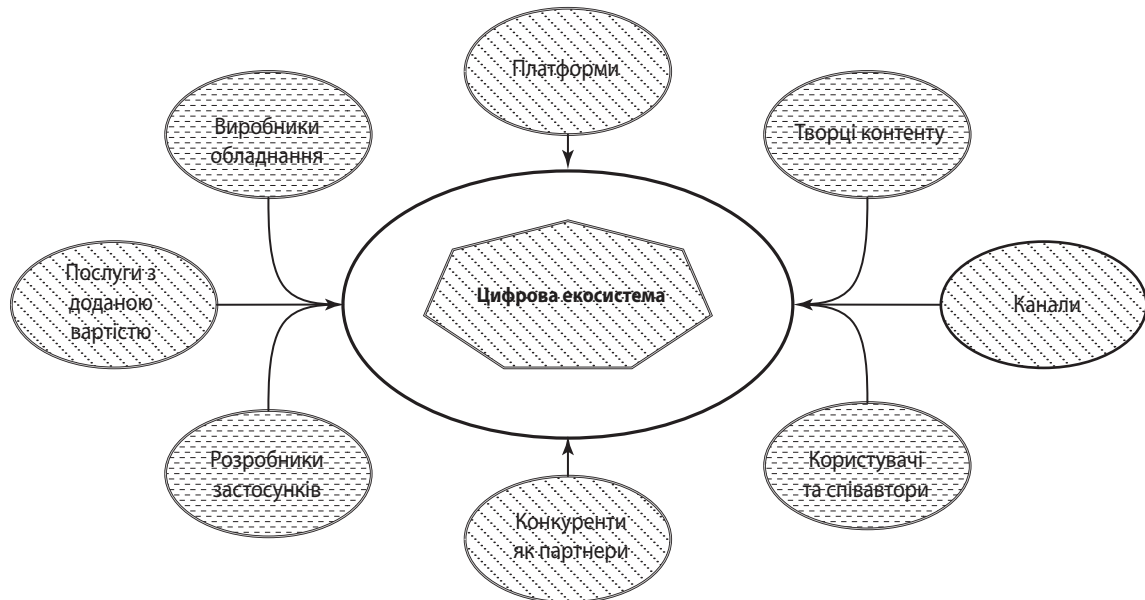 Платформи
Виробники
обладнання
Творці контенту
Послуги з
доданою
вартістю
Цифрова екосистема
Канали
Розробники
застосунків
Користувачі
та співавтори
Конкуренти
як партнери